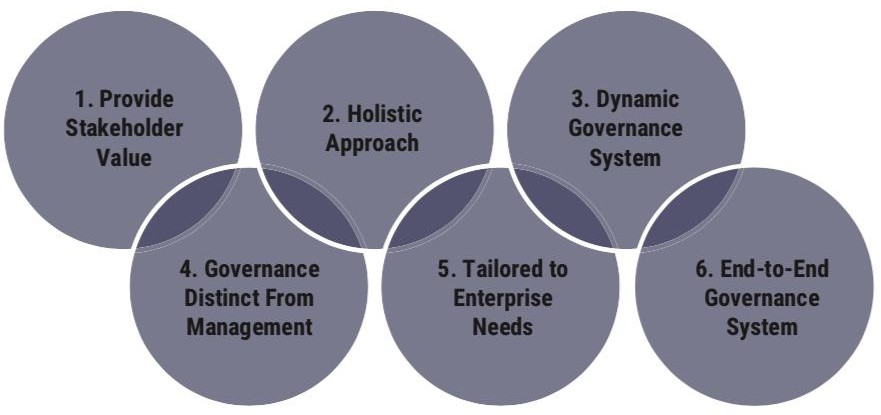 1. Provide
Stakeholder
Value
2. Holistic
Approach
3. Dynamic
Governance
System
4. Governance
Distinct From
Management
5. Tailored to
Enterprise
Needs
6. End-to-End
Governance
System